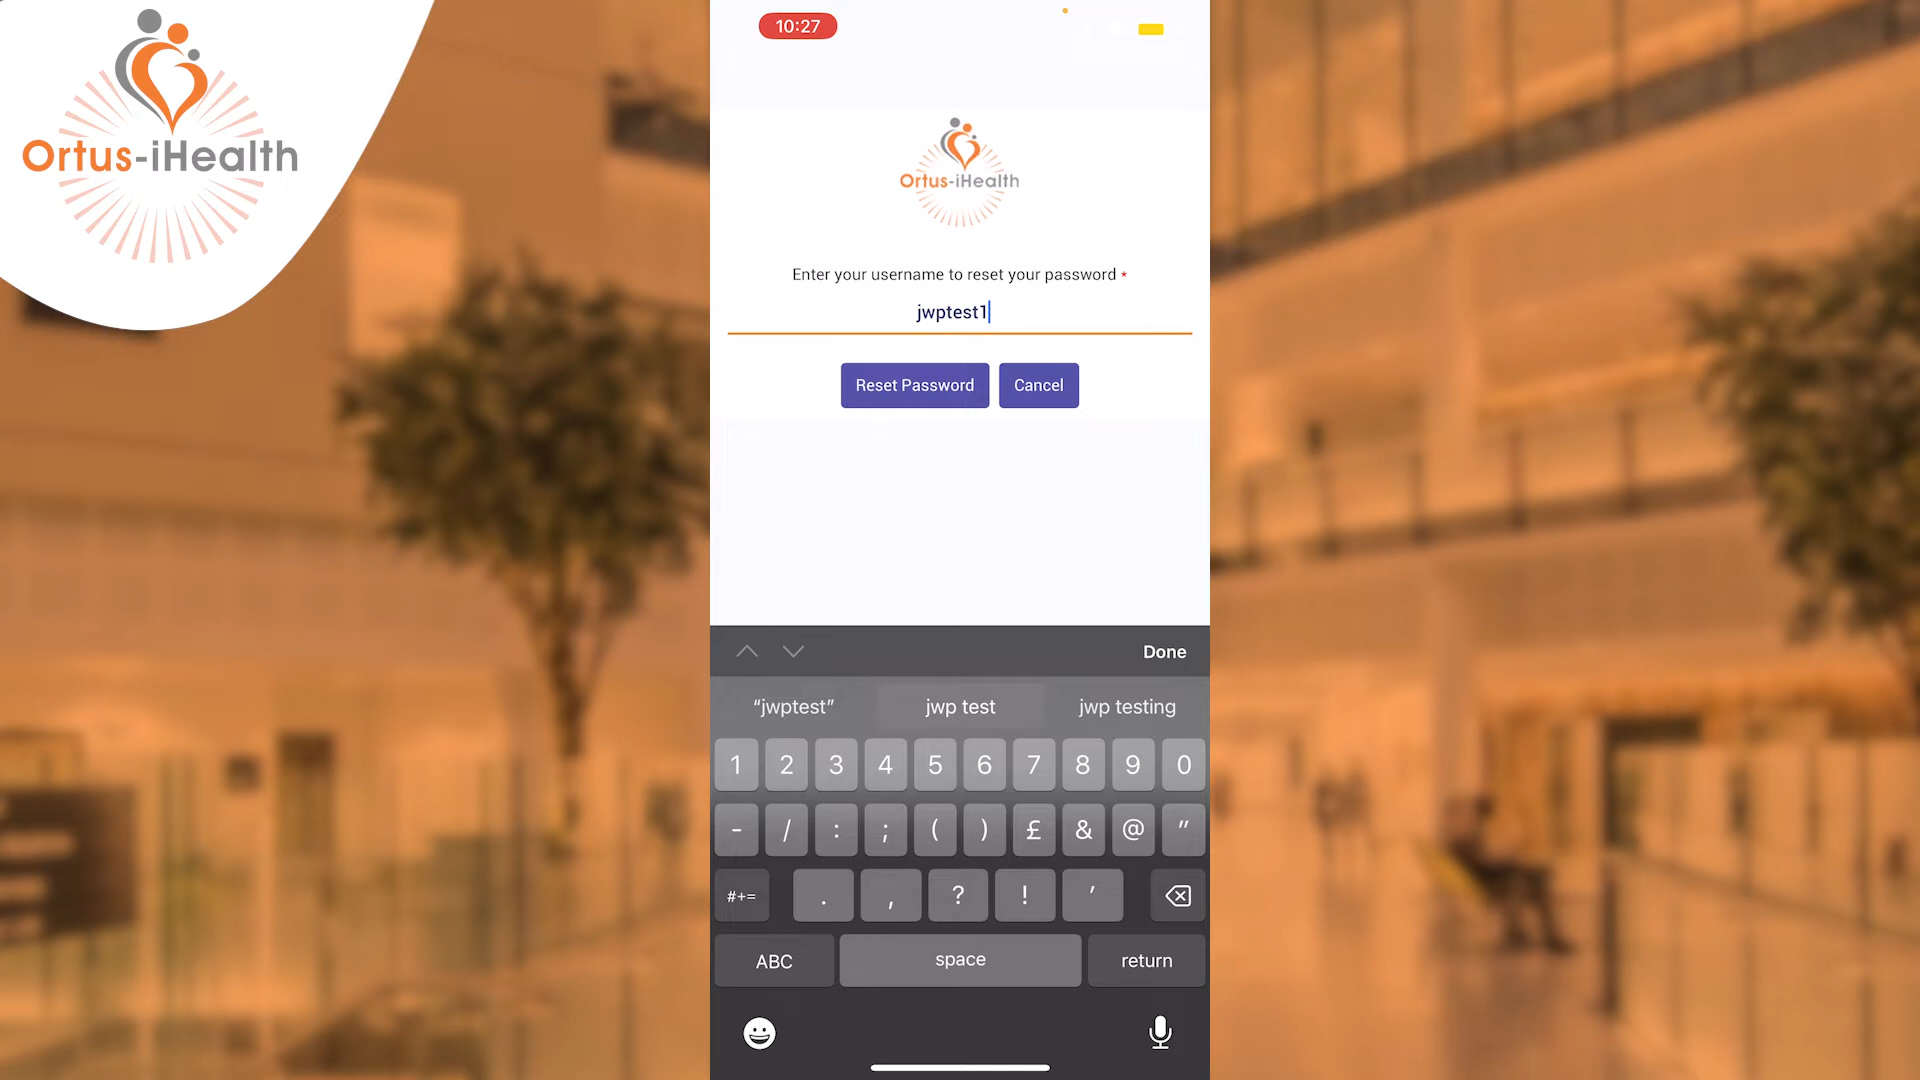 Ortus-iHealth
10:27
Ortus-iHealth
Enter your username to reset your password *
jwptest1
Reset Password Cancel
Done
“jwptest” jwp test jwp testing
1 2 3 4 5 6 7 8 9 0
- / : ; ( ) £ & @ "
#+= . , ? ! '
ABC space return